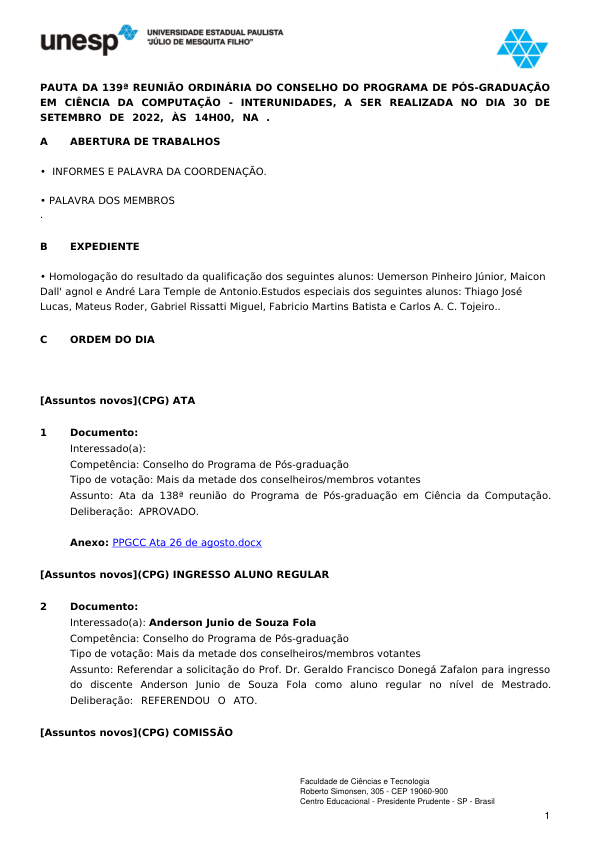 unesp
UNIVERSIDADE ESTADUAL PAULISTA
"JÚLIO DE MESQUITA FILHO"
PAUTA DA 139ª REUNIÃO ORDINÁRIA DO CONSELHO DO PROGRAMA DE PÓS-GRADUAÇÃO
EM CIÊNCIA DA COMPUTAÇÃO - INTERUNIDADES, A SER REALIZADA NO DIA 30 DE
SETEMBRO DE 2022, ÀS 14H00, NA .
A ABERTURA DE TRABALHOS
• INFORMES E PALAVRA DA COORDENAÇÃO.
• PALAVRA DOS MEMBROS
.
B EXPEDIENTE
• Homologação do resultado da qualificação dos seguintes alunos: Uemerson Pinheiro Júnior, Maicon
Dall' agnol e André Lara Temple de Antonio.Estudos especiais dos seguintes alunos: Thiago José
Lucas, Mateus Roder, Gabriel Rissatti Miguel, Fabricio Martins Batista e Carlos A. C. Tojeiro..
C ORDEM DO DIA
[Assuntos novos](CPG) ATA
1 Documento:
Interessado(a):
Competência: Conselho do Programa de Pós-graduação
Tipo de votação: Mais da metade dos conselheiros/membros votantes
Assunto: Ata da 138ª reunião do Programa de Pós-graduação em Ciência da Computação.
Deliberação: APROVADO.
Anexo: PPGCC Ata 26 de agosto.docx
[Assuntos novos](CPG) INGRESSO ALUNO REGULAR
2 Documento:
Interessado(a): Anderson Junio de Souza Fola
Competência: Conselho do Programa de Pós-graduação
Tipo de votação: Mais da metade dos conselheiros/membros votantes
Assunto: Referendar a solicitação do Prof. Dr. Geraldo Francisco Donegá Zafalon para ingresso
do discente Anderson Junio de Souza Fola como aluno regular no nível de Mestrado.
Deliberação: REFERENDOU O ATO.
[Assuntos novos](CPG) COMISSÃO
Faculdade de Ciências e Tecnologia
Roberto Simonsen, 305 - CEP 19060-900
Centro Educacional - Presidente Prudente - SP - Brasil
1